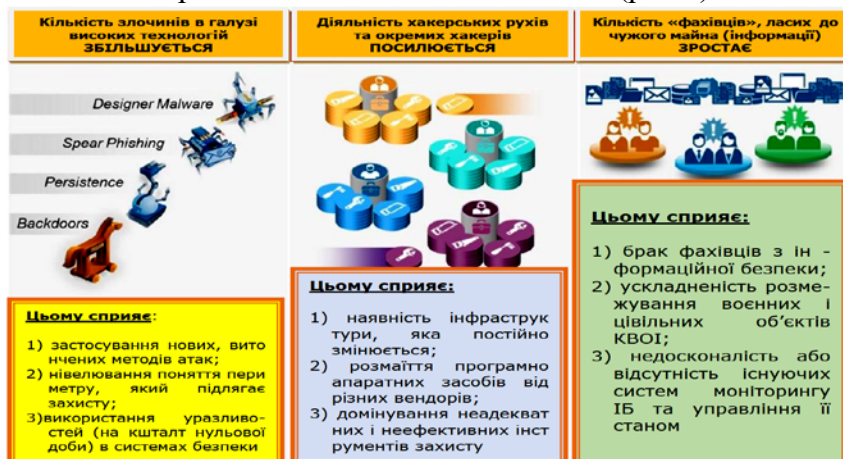 Кількість злочинів в галузі
високих технологій
ЗБІЛЬШУЄТЬСЯ
Designer Malware
Spear Phishing
Persistence
Backdoors
Цьому сприяє:
1) застосування нових, вито
нчених методів атак;
2) нівелювання поняття пери
метру, який підлягає
захисту;
3)використання уразливо-
стей (на кшталт нульової
доби) в системах безпеки
Діяльність хакерських рухів
та окремих хакерів
ПОСИЛЮЄТЬСЯ
Цьому сприяє:
1) наявність інфраструк
тури, яка постійно
змінюється;
2) розмаїття програмно
апаратних засобів від
різних вендорів;
3) домінування неадекват
них і неефективних інст
рументів захисту
Кількість «фахівців», ласих до
чужого майна (інформації)
ЗРОСТАЄ
Цьому сприяє:
1) брак фахівців з ін -
формаційної безпеки;
2) ускладненість розме-
жування воєнних і
цивільних об’єктів
КВОІ;
3) недосконалість або
відсутність існуючих
систем моніторингу
ІБ та управління її
станом